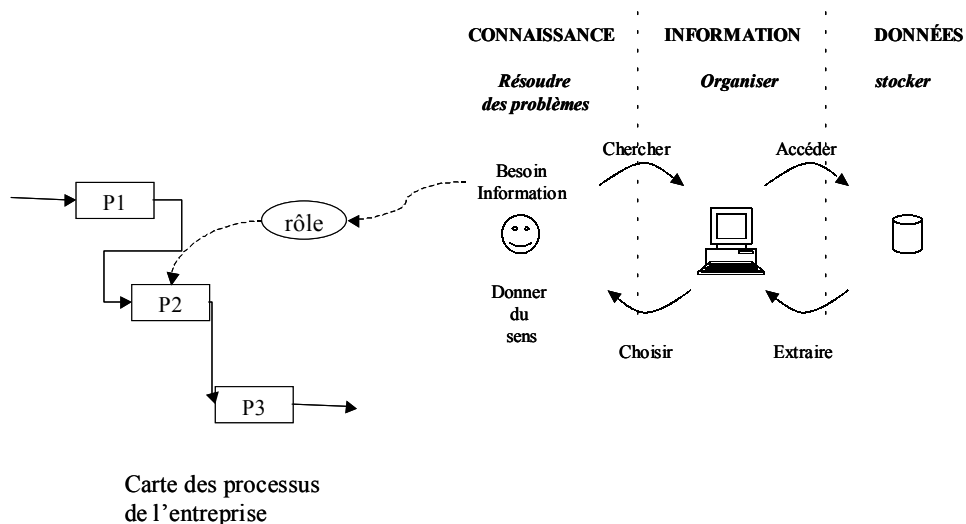 CONNAISSANCE
INFORMATION
DONNÉES
Résoudre
des problèmes
Organiser
stocker
Chercher
Accéder
Besoin
Information
P1
rôle
P2
Donner
du
sens
Choisir
Extraire
P3
Carte des processus
de l'entreprise